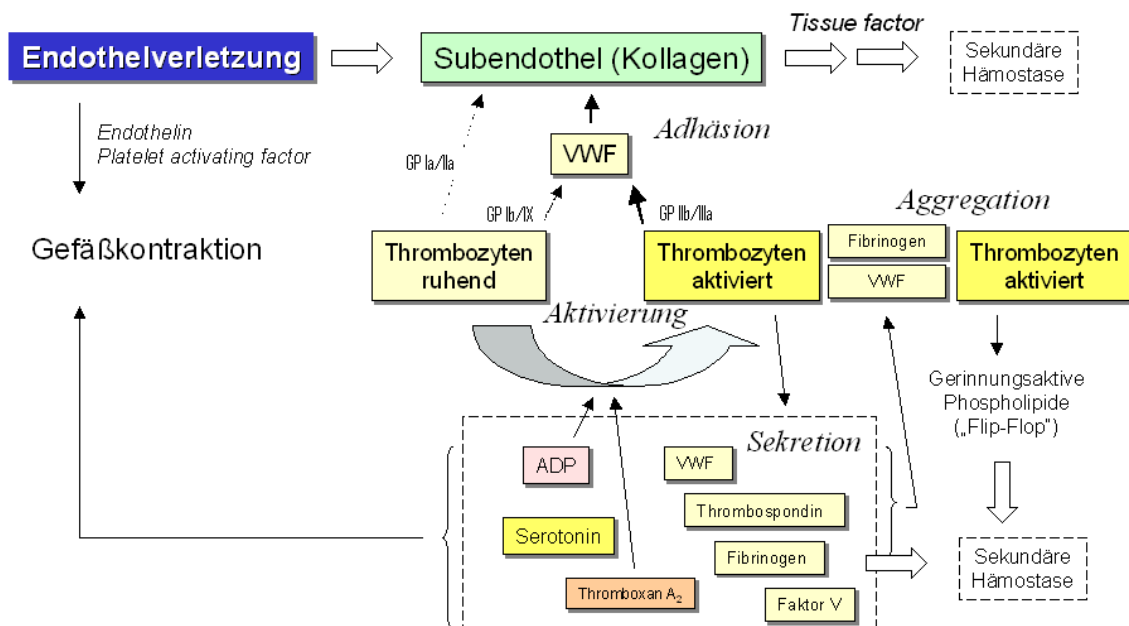 Tissue factor
Endothelverletzung
Subendothel (Kollagen)
Sekundäre
Hämostase
Endothelin
Platelet activating factor
Adhäsion
VWF
GP Ia/IIa
GP Ib/IX
GP IIb/IIIa
Aggregation
Gefäßkontraktion
Thrombozyten
ruhend
Thrombozyten
aktiviert
Fibrinogen
VWF
Thrombozyten
aktiviert
Aktivierung
Gerinnungsaktive
Phospholipide
(„Flip-Flop")
Sekretion
ADP
VWF
Thrombospondin
Serotonin
Fibrinogen
Sekundäre
Hämostase
Thromboxan A₂
Faktor V